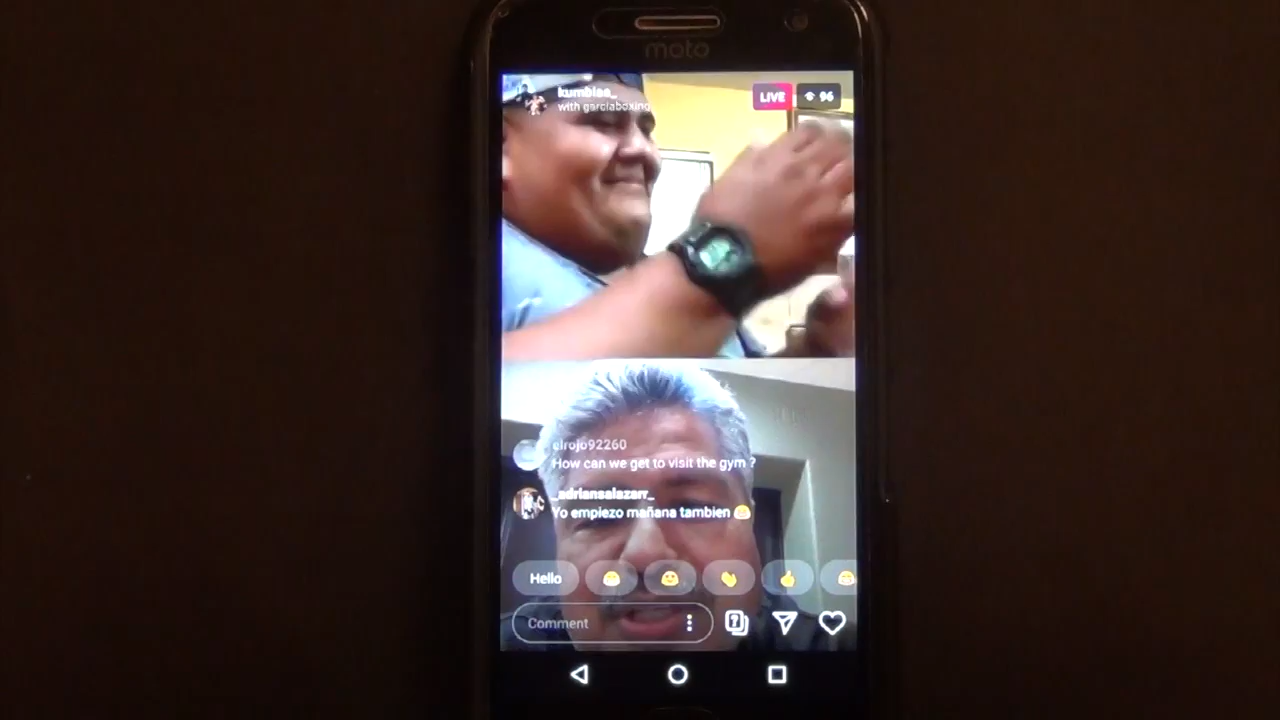 moto
kumbiaa_
with garciaboxing
LIVE
96
elrojo92260
How can we get to visit the gym ?
_adriansalazarr_
Yo empiezo mañana tambien 😄
Hello
Comment